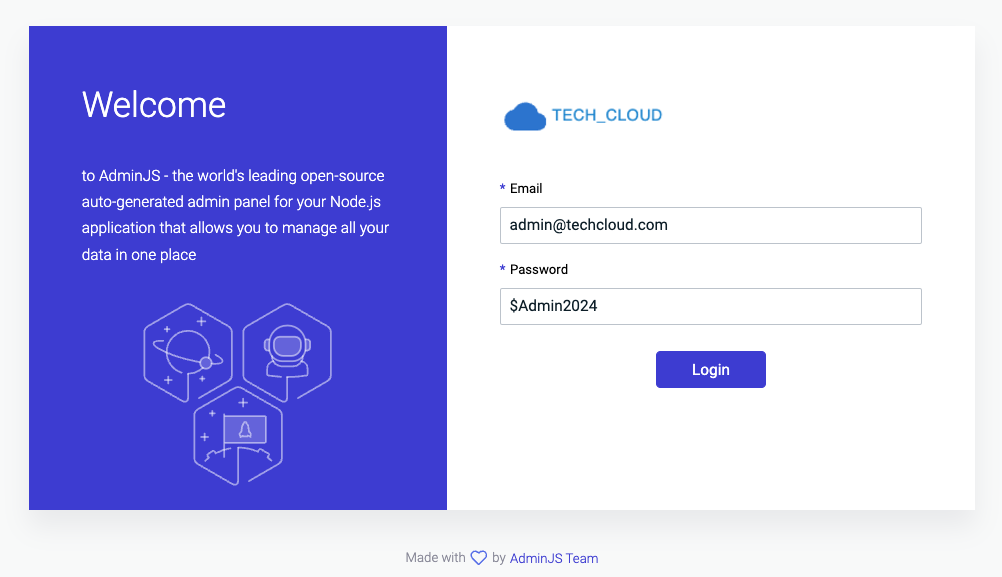 Welcome
to AdminJS - the world's leading open-source
auto-generated admin panel for your Node.js
application that allows you to manage all your
data in one place
TECH_CLOUD
* Email
admin@techcloud.com
* Password
$Admin2024
Login
Made with by AdminJS Team